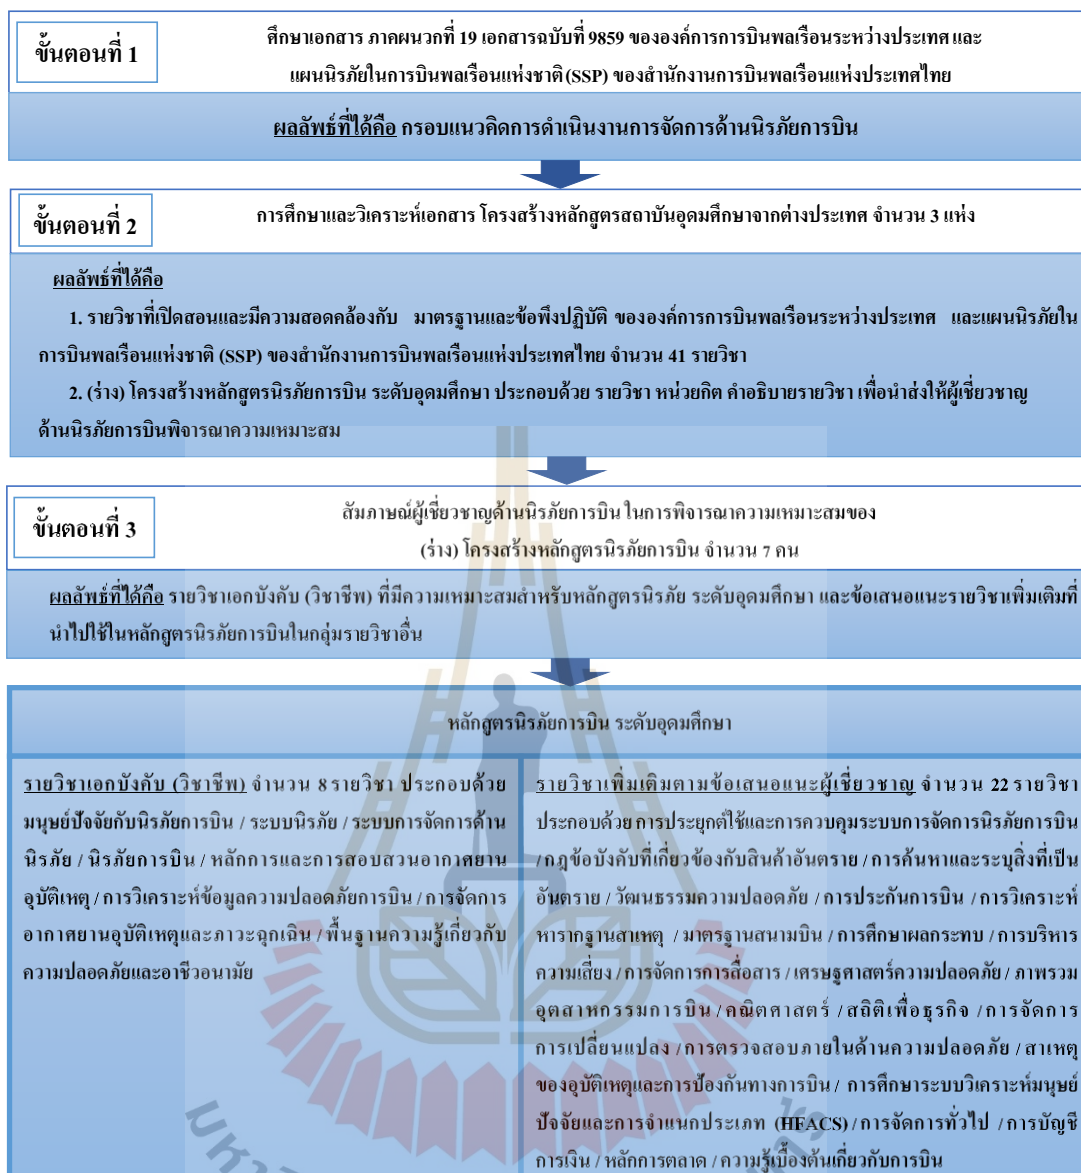 ขั้นตอนที่ 1
ศึกษาเอกสาร ภาคผนวกที่ 19 เอกสารฉบับที่ 9859 ขององค์การการบินพลเรือนระหว่างประเทศ และ
แผนนิรภัยในการบินพลเรือนแห่งชาติ (SSP) ของสำนักงานการบินพลเรือนแห่งประเทศไทย
ผลลัพธ์ที่ได้คือ กรอบแนวคิดการดำเนินงานการจัดการด้านนิรภัยการบิน
ขั้นตอนที่ 2
การศึกษาและวิเคราะห์เอกสาร โครงสร้างหลักสูตรสถาบันอุดมศึกษาจากต่างประเทศ จำนวน 3 แห่ง
ผลลัพธ์ที่ได้คือ
1. รายวิชาที่เปิดสอนและมีความสอดคล้องกับ มาตรฐานและข้อพึงปฏิบัติ ขององค์การการบินพลเรือนระหว่างประเทศ และแผนนิรภัยใน
การบินพลเรือนแห่งชาติ (SSP) ของสำนักงานการบินพลเรือนแห่งประเทศไทย จำนวน 41 รายวิชา
2. (ร่าง) โครงสร้างหลักสูตรนิรภัยการบิน ระดับอุดมศึกษา ประกอบด้วย รายวิชา หน่วยกิต คำอธิบายรายวิชา เพื่อนำส่งให้ผู้เชี่ยวชาญ
ด้านนิรภัยการบินพิจารณาความเหมาะสม
ขั้นตอนที่ 3
สัมภาษณ์ผู้เชี่ยวชาญด้านนิรภัยการบิน ในการพิจารณาความเหมาะสมของ
(ร่าง) โครงสร้างหลักสูตรนิรภัยการบิน จำนวน 7 คน
ผลลัพธ์ที่ได้คือ รายวิชาเอกบังคับ (วิชาชีพ) ที่มีความเหมาะสมสำหรับหลักสูตรนิรภัย ระดับอุดมศึกษา และข้อเสนอแนะรายวิชาเพิ่มเติมที่
นำไปใช้ในหลักสูตรนิรภัยการบินในกลุ่มรายวิชาอื่น
หลักสูตรนิรภัยการบิน ระดับอุดมศึกษา
รายวิชาเอกบังคับ (วิชาชีพ) จำนวน 8 รายวิชา ประกอบด้วย
มนุษย์ปัจจัยกับนิรภัยการบิน / ระบบนิรภัย / ระบบการจัดการด้าน
นิรภัย / นิรภัยการบิน / หลักการและการสอบสวนอากาศยาน
อุบัติเหตุ / การวิเคราะห์ข้อมูลความปลอดภัยการบิน / การจัดการ
อากาศยานอุบัติเหตุและภาวะฉุกเฉิน / พื้นฐานความรู้เกี่ยวกับ
ความปลอดภัยและอาชีวอนามัย
รายวิชาเพิ่มเติมตามข้อเสนอแนะผู้เชี่ยวชาญ จำนวน 22 รายวิชา
ประกอบด้วย การประยุกต์ใช้และการควบคุมระบบการจัดการนิรภัยการบิน
/ กฎข้อบังคับที่เกี่ยวข้องกับสินค้าอันตราย / การค้นหาและระบุสิ่งที่เป็น
อันตราย / วัฒนธรรมความปลอดภัย / การประกันการบิน / การวิเคราะห์
หารากฐานสาเหตุ / มาตรฐานสนามบิน / การศึกษาผลกระทบ / การบริหาร
ความเสี่ยง / การจัดการการสื่อสาร / เศรษฐศาสตร์ความปลอดภัย / ภาพรวม
อุตสาหกรรมการบิน / คณิตศาสตร์ / สถิติเพื่อธุรกิจ / การจัดการ
การเปลี่ยนแปลง / การตรวจสอบภายในด้านความปลอดภัย / สาเหตุ
ของอุบัติเหตุและการป้องกันทางการบิน / การศึกษาระบบวิเคราะห์มนุษย์
ปัจจัยและการจำแนกประเภท (HFACS) / การจัดการทั่วไป / การบัญชี
การเงิน / หลักการตลาด / ความรู้เบื้องต้นเกี่ยวกับการบิน